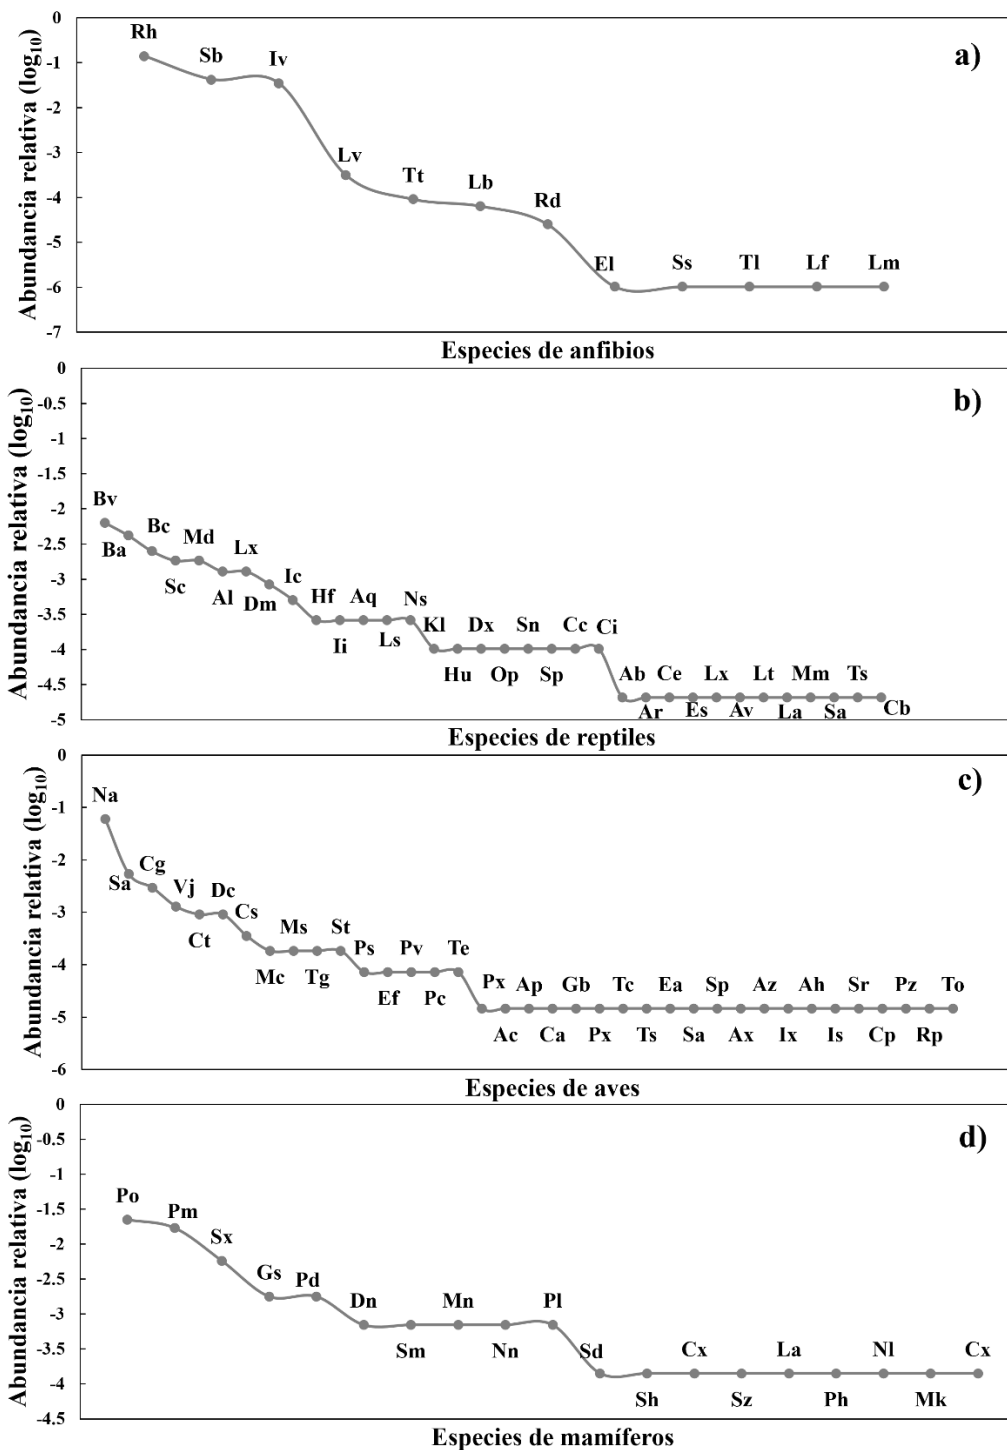 0
-1
-2
-3
-4
-5
-6
-7
Abundancia relativa (log10)
a)
Rh
Sb
Iv
Lv
Tt
Lb
Rd
El
Ss
Tl
Lf
Lm
Especies de anfibios
0
-0.5
-1
-1.5
-2
-2.5
-3
-3.5
-4
-4.5
-5
Abundancia relativa (log10)
b)
Bv
Ba
Bc
Sc
Md
Al
Lx
Dm
Ic
Hf
Ii
Aq
Ls
Ns
Kl
Hu
Dx
Op
Sn
Sp
Cc
Ci
Ab
Ar
Ce
Es
Lx
Av
Lt
La
Mm
Sa
Ts
Cb
Especies de reptiles
0
-1
-2
-3
-4
-5
-6
Abundancia relativa (log10)
c)
Na
Sa
Cg
Vj
Ct
Dc
Cs
Mc
Ms
Tg
St
Ps
Ef
Pv
Pc
Te
Px
Ac
Ap
Ca
Gb
Px
Tc
Ts
Ea
Sa
Sp
Ax
Az
Ix
Ah
Is
Sr
Cp
Pz
Rp
To
Especies de aves
0
-0.5
-1
-1.5
-2
-2.5
-3
-3.5
-4
-4.5
Abundancia relativa (log10)
d)
Po
Pm
Sx
Gs
Pd
Dn
Sm
Mn
Nn
Pl
Sd
Sh
Cx
Sz
La
Ph
Nl
Mk
Cx
Especies de mamíferos